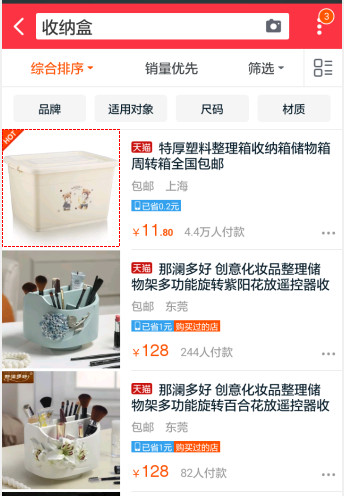 收纳盒
3
综合排序 销量优先 筛选
品牌 适用对象 尺码 材质
HOT
天猫 特厚塑料整理箱收纳箱储物箱
周转箱全国包邮
包邮 上海
已省0.2元
¥11.80 4.4万人付款
天猫 那澜多好 创意化妆品整理储
物架多功能旋转紫阳花放遥控器收
包邮 东莞
已省1元 购买过的店
¥128 244人付款
天猫 那澜多好 创意化妆品整理储
物架多功能旋转百合花放遥控器收
包邮 东莞
已省1元 购买过的店
¥128 82人付款